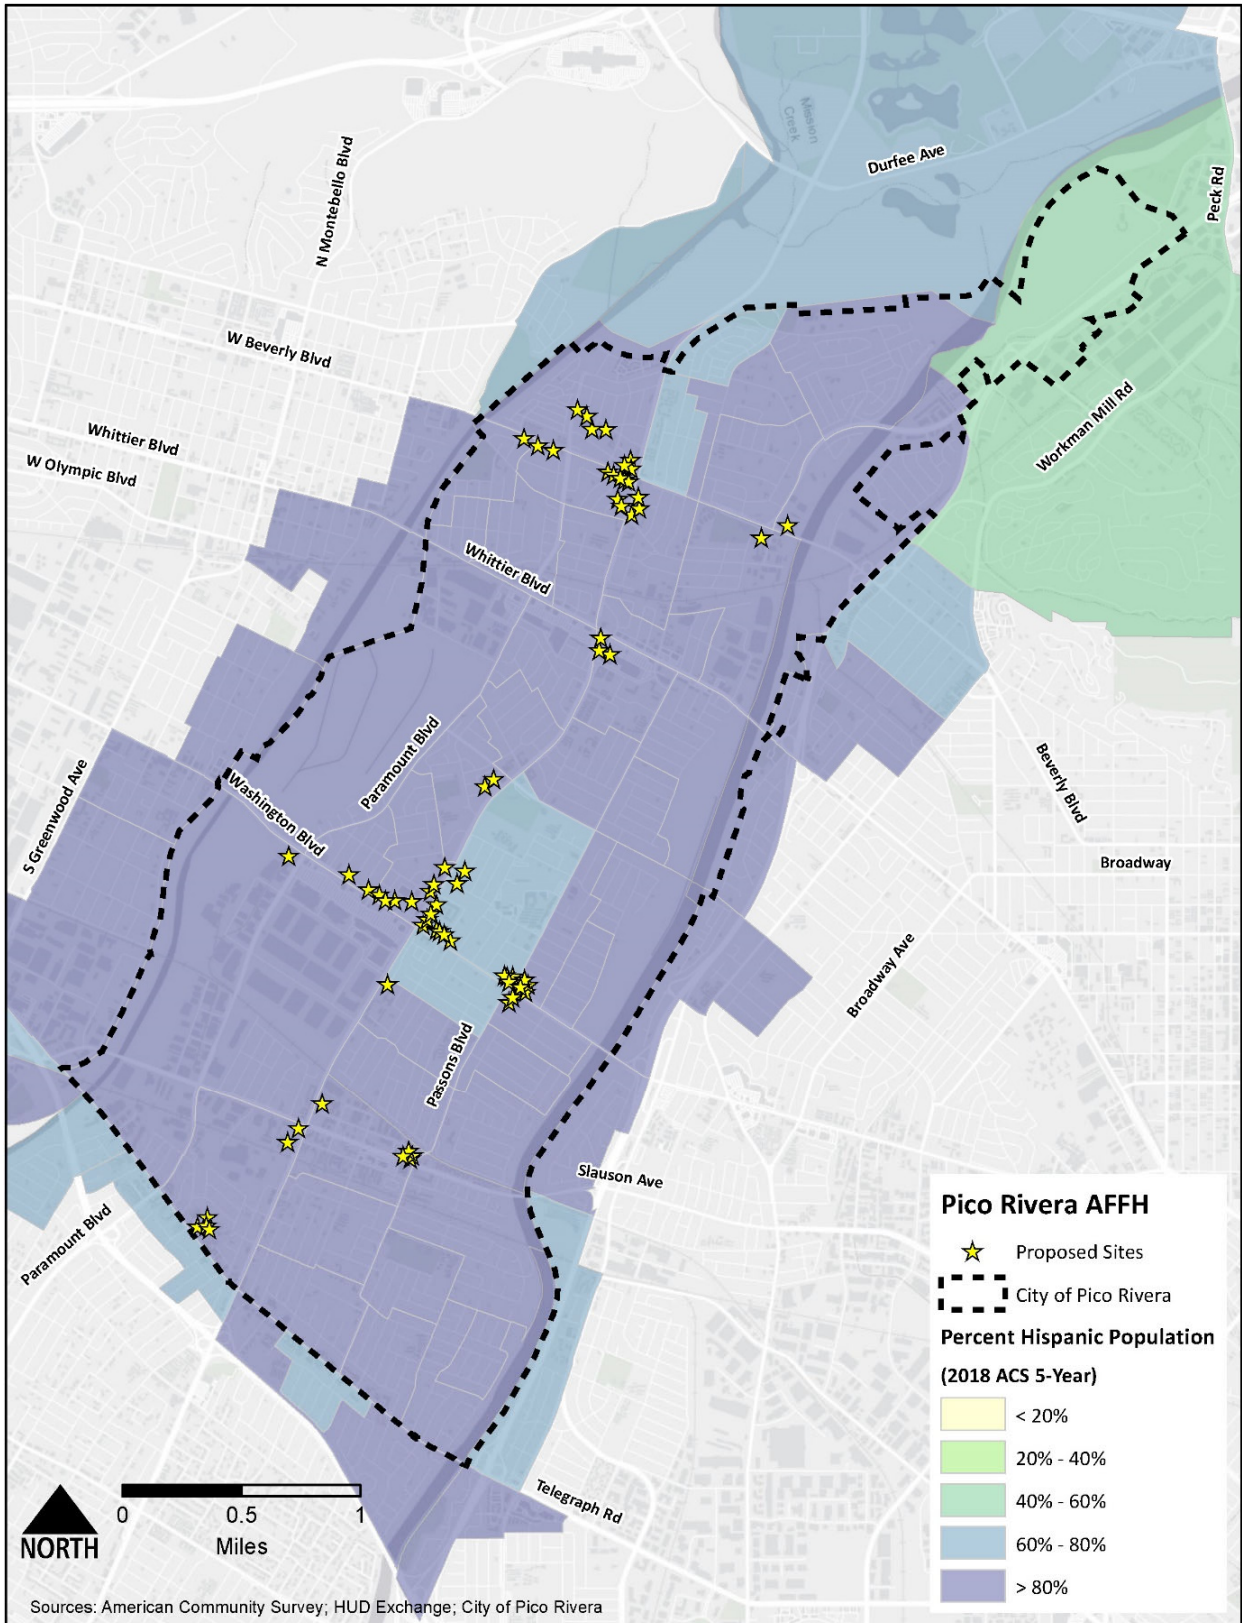 Mission
Creek
Durfee Ave
Peck Rd
N Montebello Blvd
W Beverly Blvd
Whittier Blvd
W Olympic Blvd
Workman Mill Rd
Whittier Blvd
Paramount Blvd
Washington Blvd
S Greenwood Ave
Beverly Blvd
Broadway
Broadway Ave
Passons Blvd
Slauson Ave
Paramount Blvd
Telegraph Rd
Pico Rivera AFFH
Proposed Sites
City of Pico Rivera
Percent Hispanic Population
(2018 ACS 5-Year)
< 20%
20% - 40%
40% - 60%
60% - 80%
> 80%
0 0.5 1
Miles
NORTH
Sources: American Community Survey; HUD Exchange; City of Pico Rivera